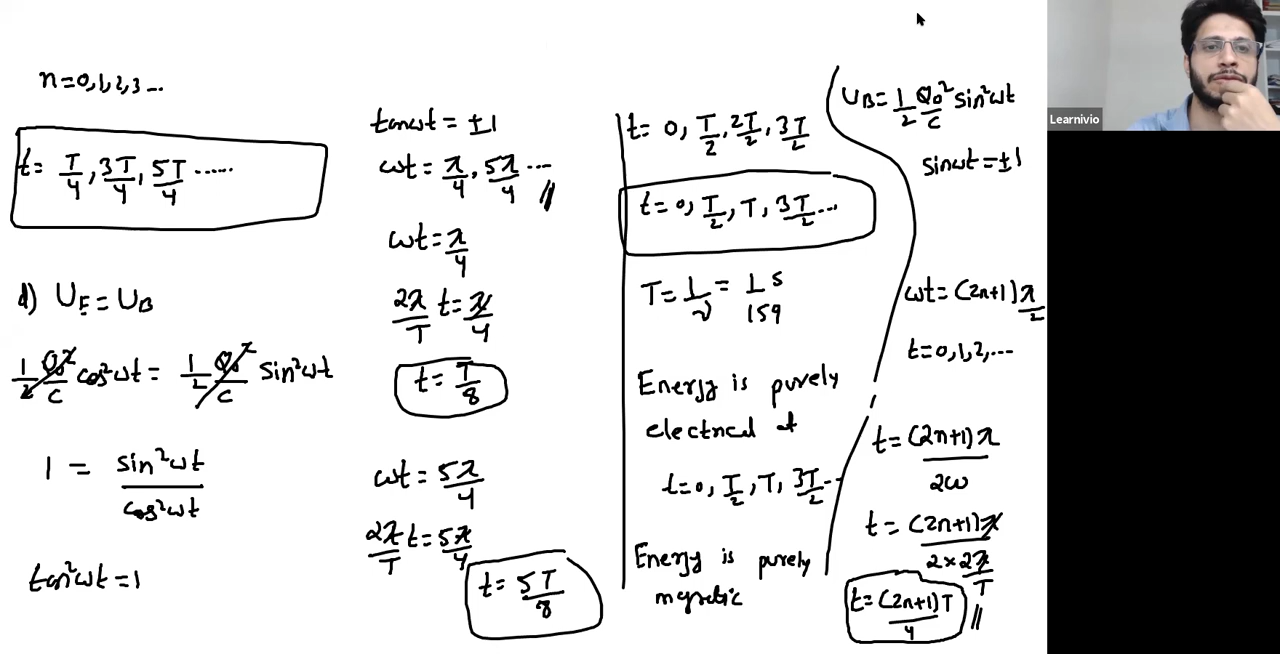 n=0,1,2,3...
t= T/4, 3T/4, 5T/4 ......
d) U_E = U_B
1/2 Q₀²/C cos²ωt = 1/2 Q₀²/C sin²ωt
1 = sin²ωt/cos²ωt
tan²ωt = 1
tanωt = ±1
ωt = π/4, 5π/4 ...
ωt = π/4
2π/T t = π/4
t = T/8
ωt = 5π/4
2π/T t = 5π/4
t = 5T/8
t = 0, T/2, 2T/2, 3T/2
t = 0, T/2, T, 3T/2...
T = 1/ν = 1/159 s
Energy is purely
electrical at
t=0, T/2, T, 3T/2...
Energy is purely
magnetic
U_B = 1/2 Q₀²/C sin²ωt
sinωt = ±1
ωt = (2n+1)π/2
t = 0,1,2,...
t = (2n+1)π/2ω
t = (2n+1)π/(2×2π/T)
t = (2n+1)T/4
Learnivio